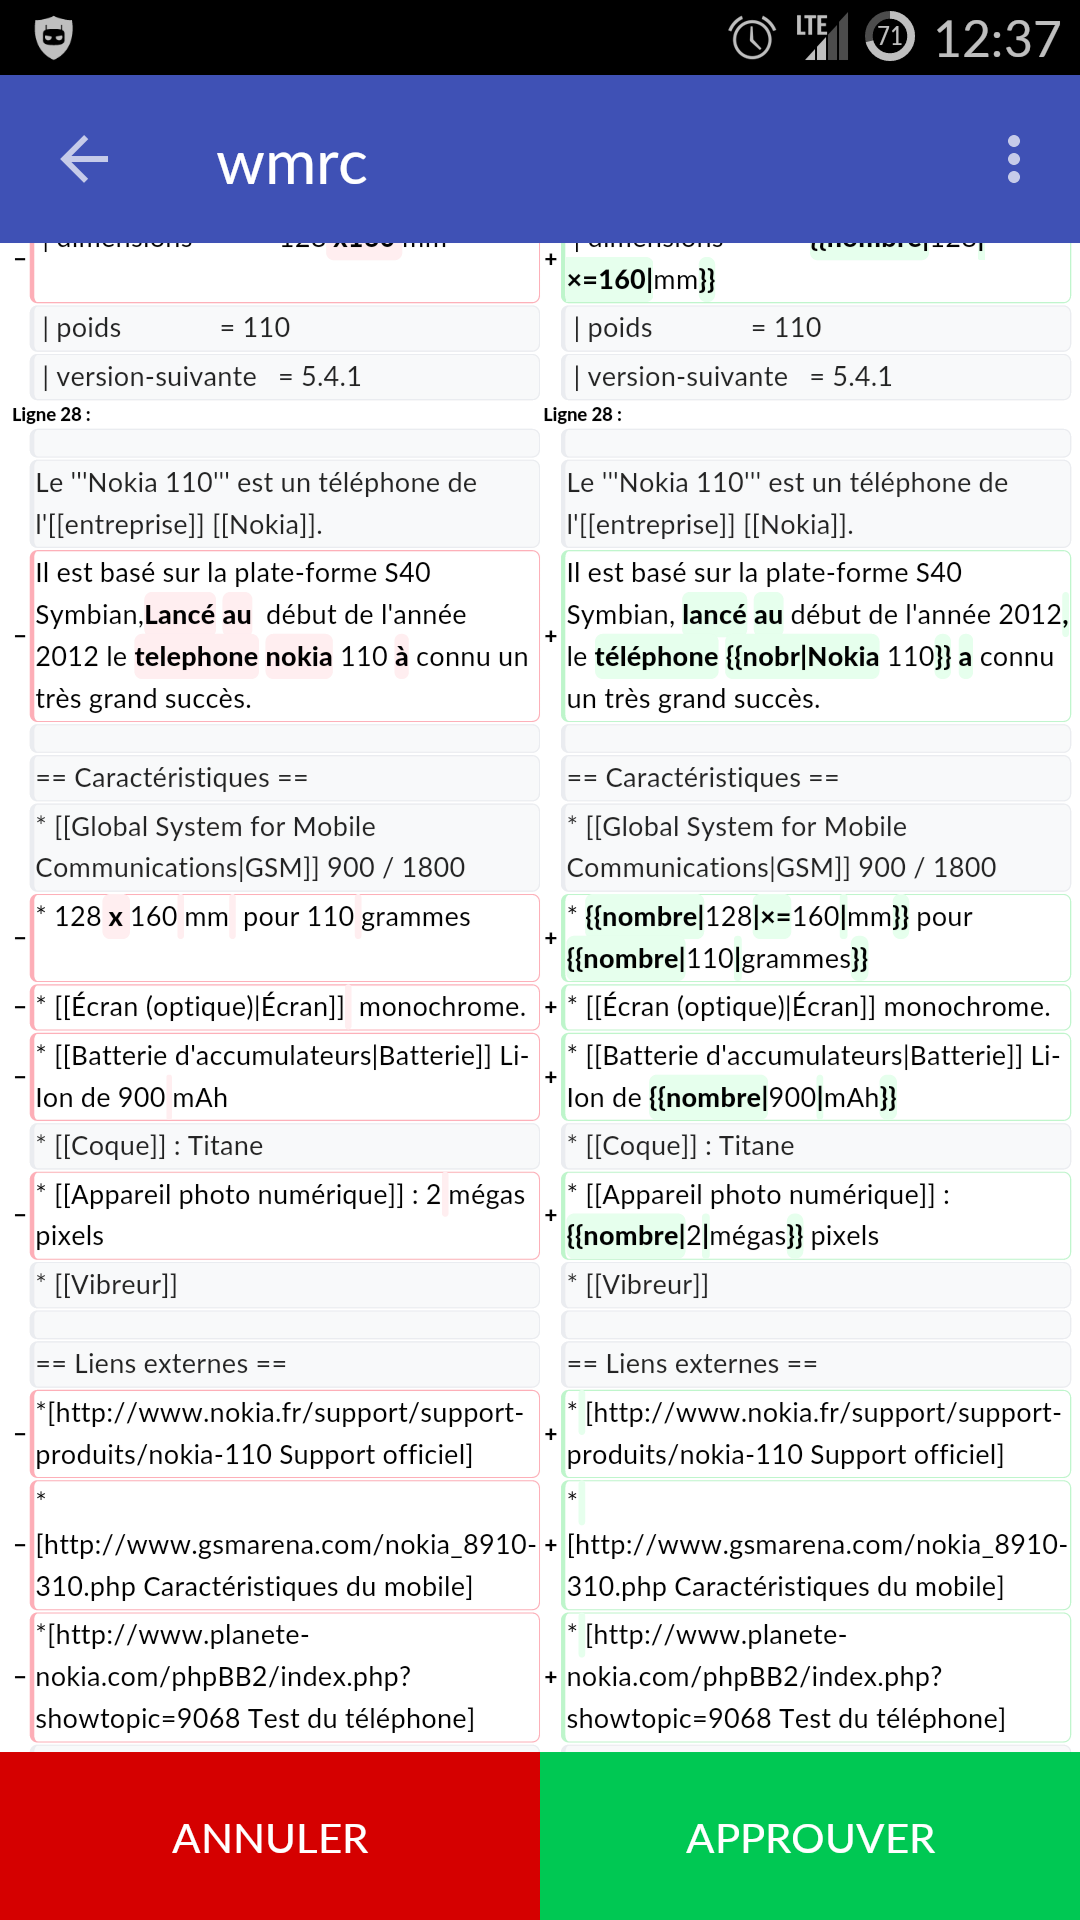 LTE 71 12:37
wmrc
| dimensions 128 x160 mm
− 
| dimensions {{nombre|128|
+ ×=160|mm}}
| poids = 110
| version-suivante = 5.4.1
| poids = 110
| version-suivante = 5.4.1
Ligne 28 :
Ligne 28 :
Le '''Nokia 110''' est un téléphone de
l'[[entreprise]] [[Nokia]].
Le '''Nokia 110''' est un téléphone de
l'[[entreprise]] [[Nokia]].
Il est basé sur la plate-forme S40
Symbian,Lancé au  début de l'année
− 2012 le telephone nokia 110 à connu un
très grand succès.
Il est basé sur la plate-forme S40
Symbian, lancé au début de l'année 2012,
+ le téléphone {{nobr|Nokia 110}} a connu
un très grand succès.
== Caractéristiques ==
== Caractéristiques ==
* [[Global System for Mobile
Communications|GSM]] 900 / 1800
* [[Global System for Mobile
Communications|GSM]] 900 / 1800
− * 128 x 160 mm  pour 110 grammes
+ * {{nombre|128|×=160|mm}} pour
{{nombre|110|grammes}}
− * [[Écran (optique)|Écran]]  monochrome.
+ * [[Écran (optique)|Écran]] monochrome.
− * [[Batterie d'accumulateurs|Batterie]] Li-
Ion de 900 mAh
+ * [[Batterie d'accumulateurs|Batterie]] Li-
Ion de {{nombre|900|mAh}}
* [[Coque]] : Titane
* [[Coque]] : Titane
− * [[Appareil photo numérique]] : 2 mégas
pixels
+ * [[Appareil photo numérique]] :
{{nombre|2|mégas}} pixels
* [[Vibreur]]
* [[Vibreur]]
== Liens externes ==
== Liens externes ==
− *[http://www.nokia.fr/support/support-
produits/nokia-110 Support officiel]
+ * [http://www.nokia.fr/support/support-
produits/nokia-110 Support officiel]
*
− [http://www.gsmarena.com/nokia_8910-
310.php Caractéristiques du mobile]
*
+ [http://www.gsmarena.com/nokia_8910-
310.php Caractéristiques du mobile]
*[http://www.planete-
− nokia.com/phpBB2/index.php?
showtopic=9068 Test du téléphone]
* [http://www.planete-
+ nokia.com/phpBB2/index.php?
showtopic=9068 Test du téléphone]
ANNULER
APPROUVER